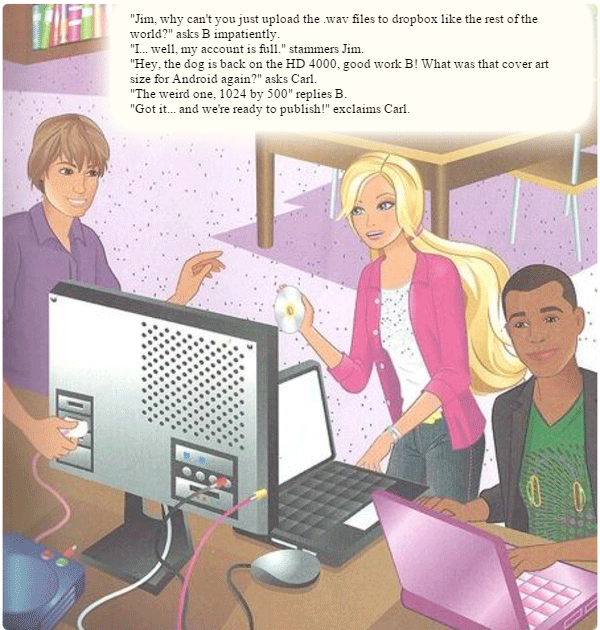 "Jim, why can't you just upload the .wav files to dropbox like the rest of the
world?" asks B impatiently.
"I... well, my account is full." stammers Jim.
"Hey, the dog is back on the HD 4000, good work B! What was that cover art
size for Android again?" asks Carl.
"The weird one, 1024 by 500" replies B.
"Got it... and we're ready to publish!" exclaims Carl.